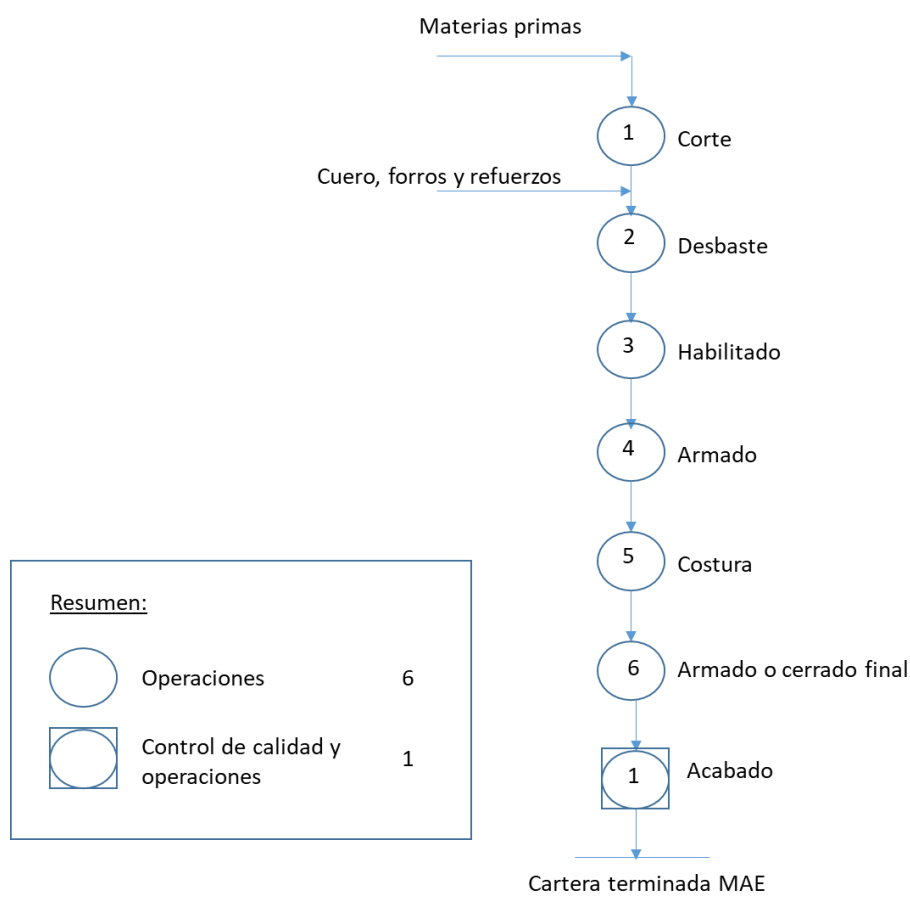 Materias primas
1
Corte
Cuero, forros y refuerzos
2
Desbaste
3
Habilitado
4
Armado
5
Costura
6
Armado o cerrado final
1
Acabado
Cartera terminada MAE
Resumen:
Operaciones
6
Control de calidad y
operaciones
1